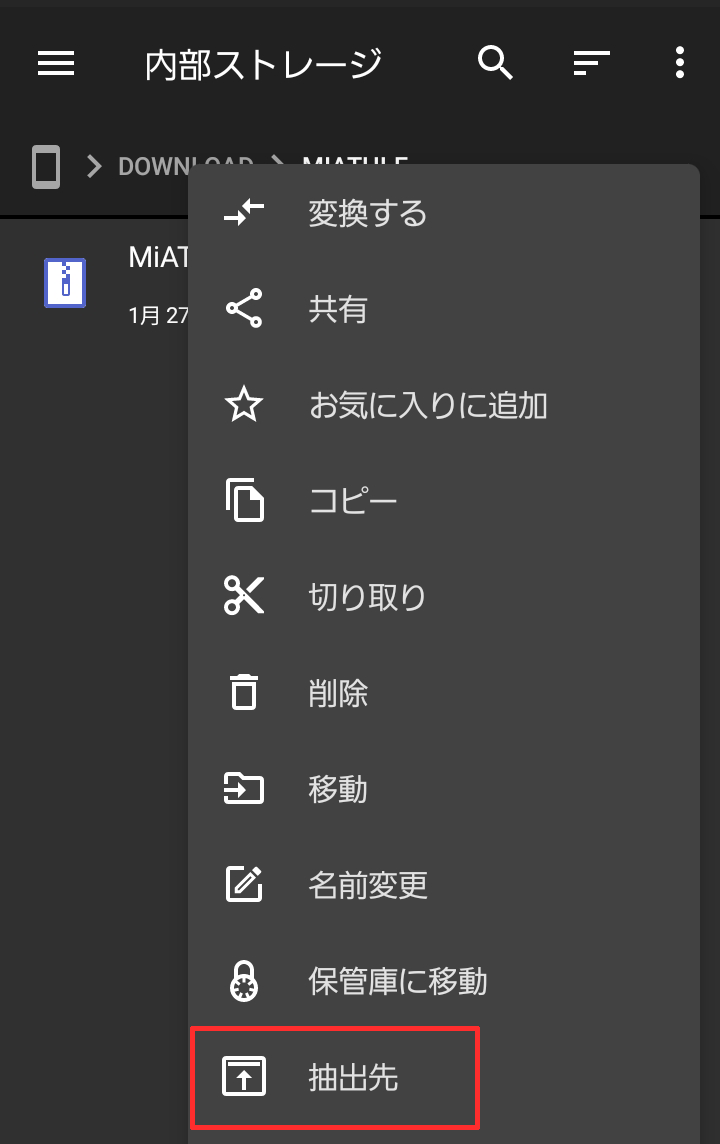 内部ストレージ
DOWNLOAD
MiAT
1月 27
変換する
共有
お気に入りに追加
コピー
切り取り
削除
移動
名前変更
保管庫に移動
抽出先